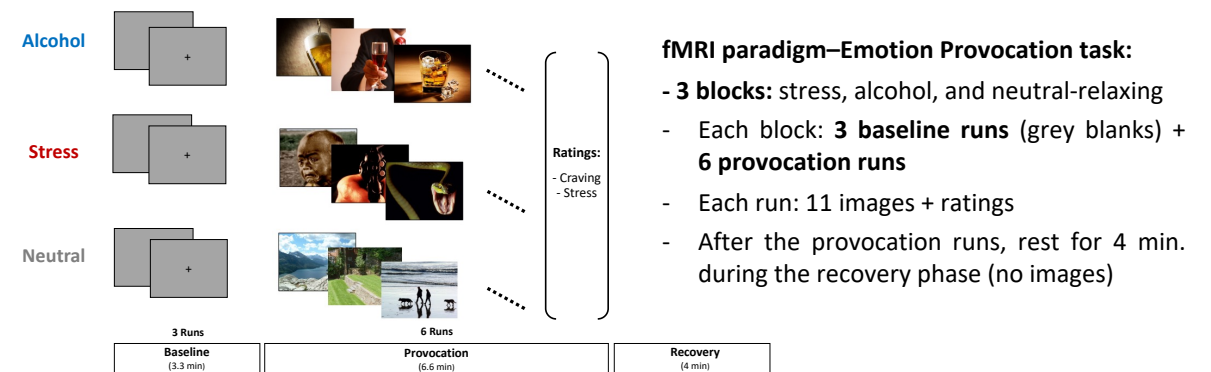 Alcohol
Stress
Neutral
+
+
+
Ratings:
- Craving
- Stress
3 Runs
6 Runs
Baseline
(3.3 min)
Provocation
(6.6 min)
Recovery
(4 min)
fMRI paradigm–Emotion Provocation task:
- 3 blocks: stress, alcohol, and neutral-relaxing
- Each block: 3 baseline runs (grey blanks) +
6 provocation runs
- Each run: 11 images + ratings
- After the provocation runs, rest for 4 min.
during the recovery phase (no images)